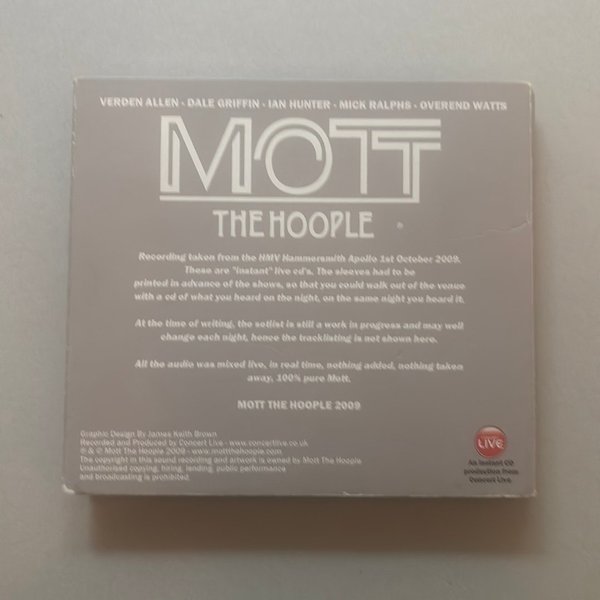 VERDEN ALLEN - DALE GRIFFIN - IAN HUNTER - MICK RALPHS - OVEREND WATTS
MOTT
THE HOOPLE
Recording taken from the HMV Hammersmith Apollo 1st October 2009.
These are "instant" live cd's. The sleeves had to be
printed in advance of the shows, so that you could walk out of the venue
with a cd of what you heard on the night, on the same night you heard it.
At the time of writing, the setlist is still a work in progress and may well
change each night, hence the tracklisting is not shown here.
All the audio was mixed live, in real time, nothing added, nothing taken
away, 100% pure Mott.
MOTT THE HOOPLE 2009
Graphic Design By James Keith Brown
Recorded and Produced by Concert Live - www.concertlive.co.uk
℗ & © Mott The Hoople 2009 - www.mottthehoople.com
The copyright in this sound recording and artwork is owned by Mott The Hoople
Unauthorised copying, hiring, lending, public performance
and broadcasting is prohibited.
LIVE
An Instant CD
production from
Concert Live.